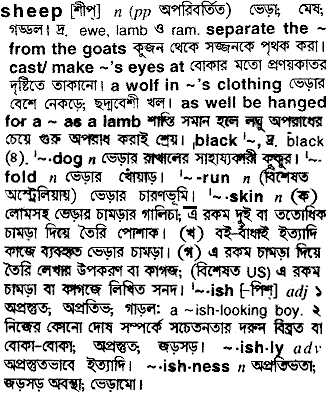 sheep [শীপ্] n (pp অপরিবর্তিত) ভেড়া; মেষ;
গড্ডল। দ্র. ewe, lamb ও ram. separate the ~
from the goats কূজন থেকে সজ্জনকে পৃথক করা।
cast/ make ~'s eyes at বোকার মতো প্রণয়কাতর
দৃষ্টিতে তাকানো। a wolf in ~'s clothing ভেড়ার
বেশে নেকড়ে; ছদ্মবেশী খল। as well be hanged
for a ~ as a lamb শাস্তি সমান হলে লঘু অপরাধের
চেয়ে গুরু অপরাধ করাই শ্রেয়। black '~, দ্র. black
(৪). '~·dog n ভেড়ার রাখালের সাহায্যকারী কুকুর। '~·
fold n ভেড়ার খোঁয়াড়। '~-run n (বিশেষত
অস্ট্রেলিয়ায়) ভেড়ার চারণভূমি। '~·skin n (ক)
লোমসহ ভেড়ার চামড়ার গালিচা; ঐ রকম দুই বা ততোধিক
চামড়া দিয়ে তৈরি পোশাক। (খ) বই-বাঁধাই ইত্যাদি
কাজে ব্যবহৃত ভেড়ার চামড়া। (গ) এ রকম চামড়া দিয়ে
তৈরি লেখার উপকরণ বা কাগজ; (বিশেষত US) এ রকম
চামড়া বা কাগজে লিখিত সনদ। ~·ish [-পিশ্] adj ১
অপ্রস্তুত, অপ্রতিভ; গাড়ল: a ~ish-looking boy. ২
নিজের কোনো দোষ সম্পর্কে সচেতনতার দরুন বিব্রত বা
বোকা-বোকা; অপ্রস্তুত, জড়সড়। ~·ish·ly adv
অপ্রস্তুতভাবে ইত্যাদি। ~·ish·ness n অপ্রতিভতা;
জড়সড় অবস্থা; ভেড়ামো।